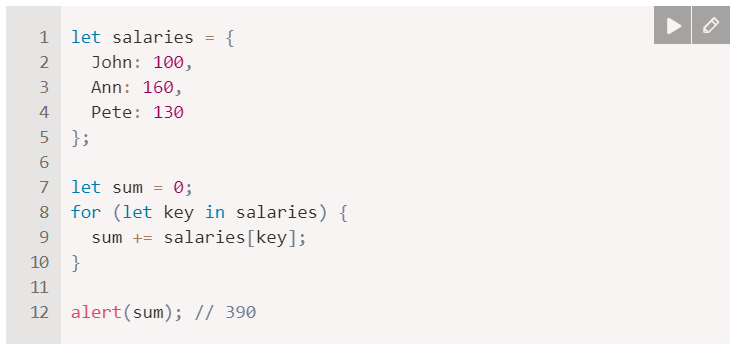 1 let salaries = {
2   John: 100,
3   Ann: 160,
4   Pete: 130
5 };
6
7 let sum = 0;
8 for (let key in salaries) {
9   sum += salaries[key];
10 }
11
12 alert(sum); // 390